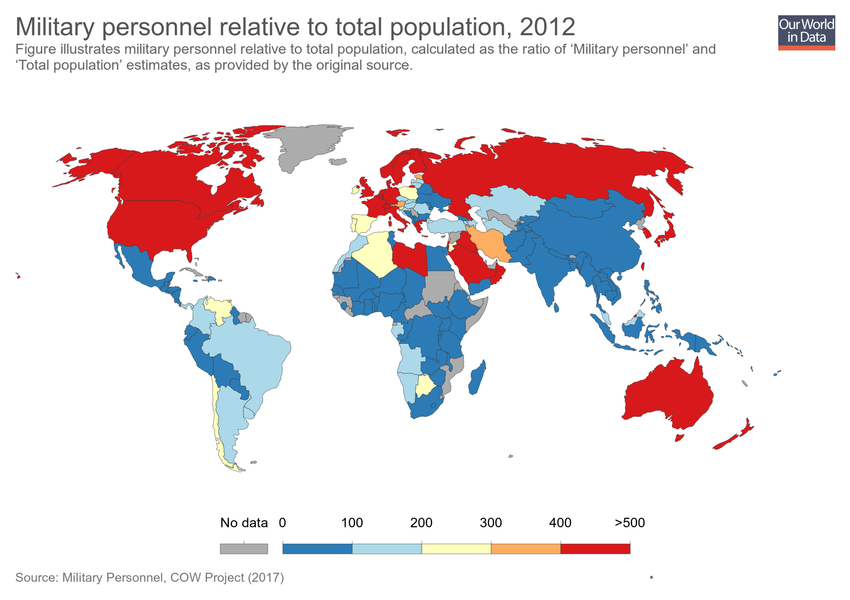 Military personnel relative to total population, 2012
Our World
in Data
Figure illustrates military personnel relative to total population, calculated as the ratio of ‘Military personnel’ and
‘Total population’ estimates, as provided by the original source.
No data 0 100 200 300 400 >500
Source: Military Personnel, COW Project (2017)